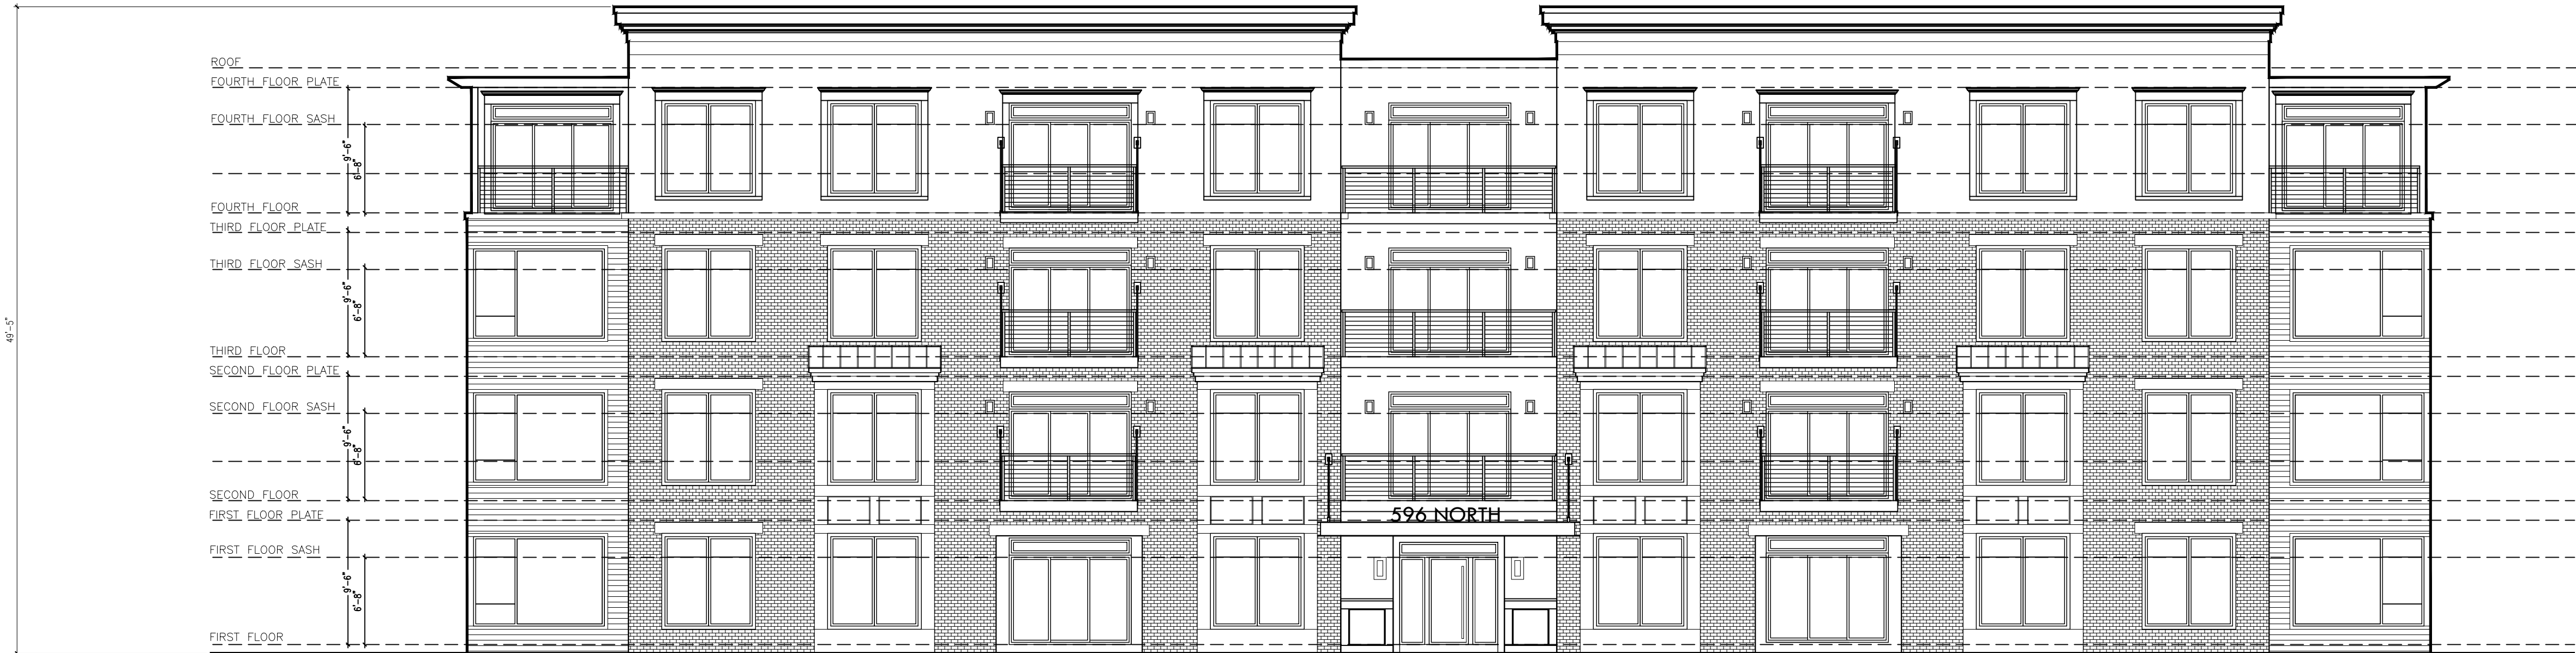 ROOF
FOURTH FLOOR PLATE
FOURTH FLOOR SASH
9'-6"
6'-8"
FOURTH FLOOR
THIRD FLOOR PLATE
THIRD FLOOR SASH
9'-6"
6'-8"
49'-5"
THIRD FLOOR
SECOND FLOOR PLATE
SECOND FLOOR SASH
9'-6"
6'-8"
SECOND FLOOR
FIRST FLOOR PLATE
596 NORTH
FIRST FLOOR SASH
9'-6"
6'-8"
FIRST FLOOR